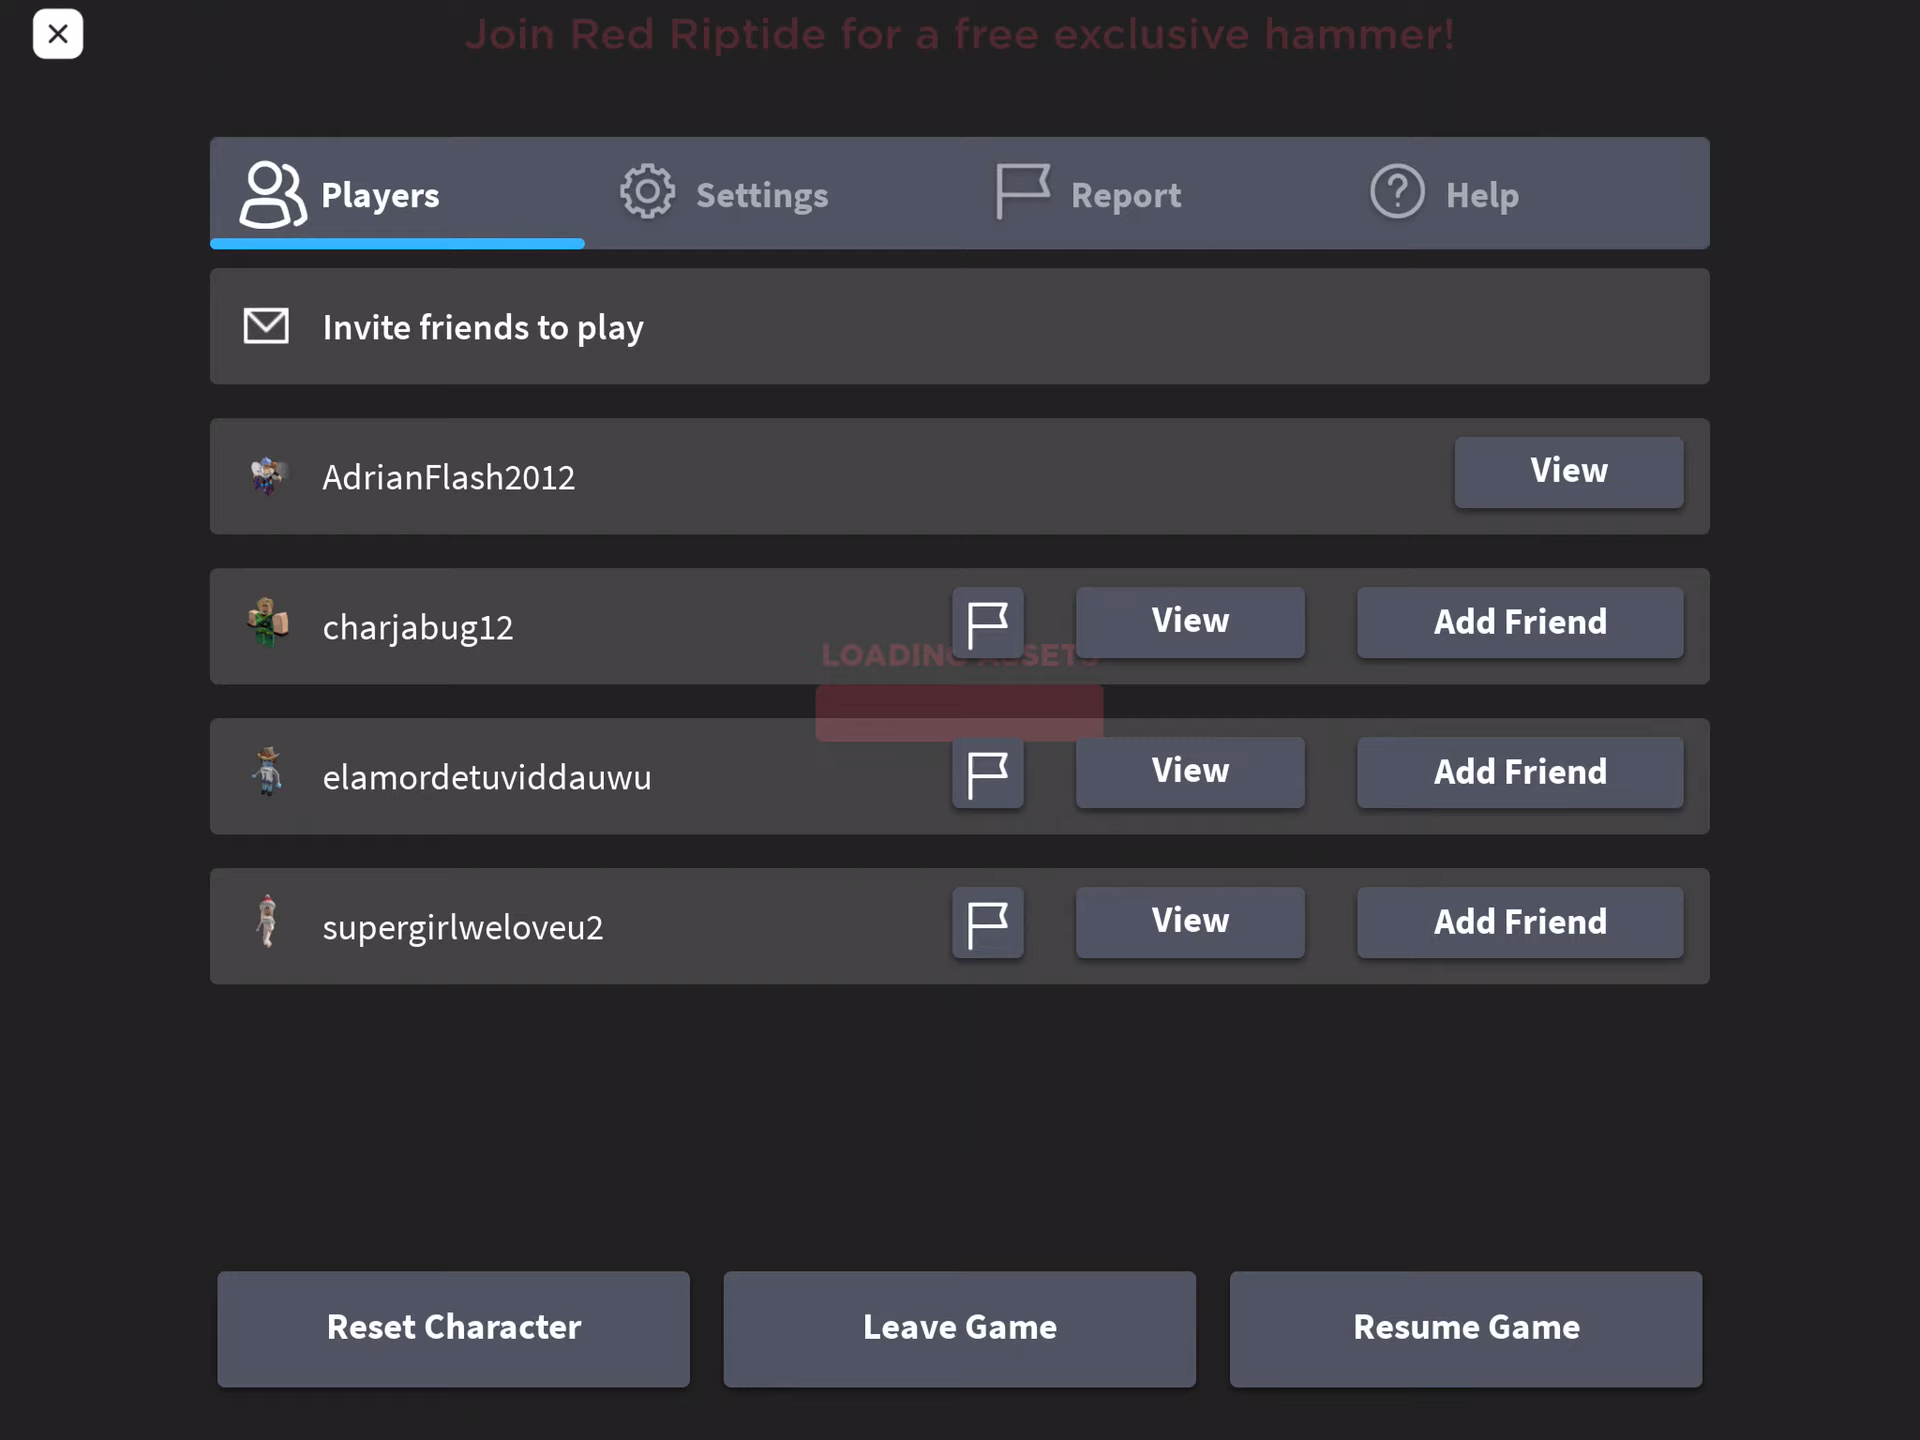 Join Red Riptide for a free exclusive hammer!
Players
Settings
Report
Help
Invite friends to play
AdrianFlash2012
View
charjabug12
View
Add Friend
LOADING ASSETS
elamordetuviddauwu
View
Add Friend
supergirlweloveu2
View
Add Friend
Reset Character
Leave Game
Resume Game